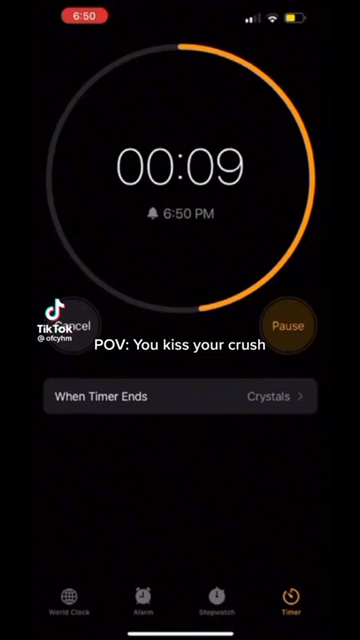 6:50
00:09
6:50 PM
Cancel
Pause
TikTok
@ ofcyhm
POV: You kiss your crush
When Timer Ends
Crystals
World Clock
Alarm
Stopwatch
Timer